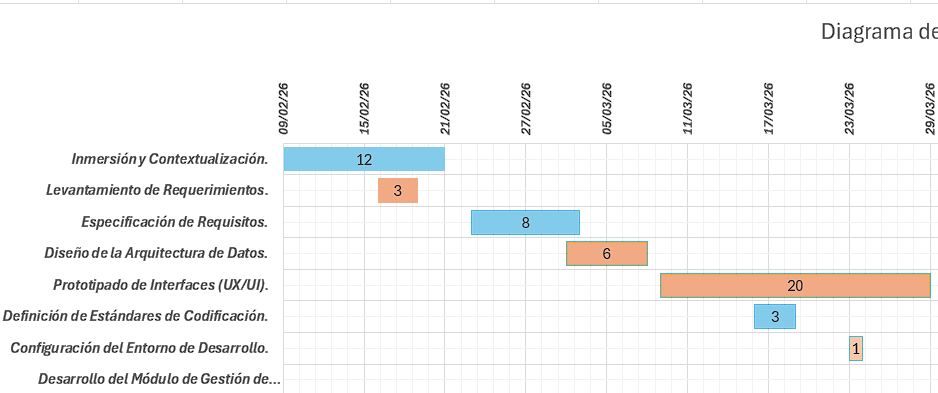 Diagrama de
09/02/26
15/02/26
21/02/26
27/02/26
05/03/26
11/03/26
17/03/26
23/03/26
29/03/26
Inmersión y Contextualización.
12
Levantamiento de Requerimientos.
3
Especificación de Requisitos.
8
Diseño de la Arquitectura de Datos.
6
Prototipado de Interfaces (UX/UI).
20
Definición de Estándares de Codificación.
3
Configuración del Entorno de Desarrollo.
1
Desarrollo del Módulo de Gestión de...